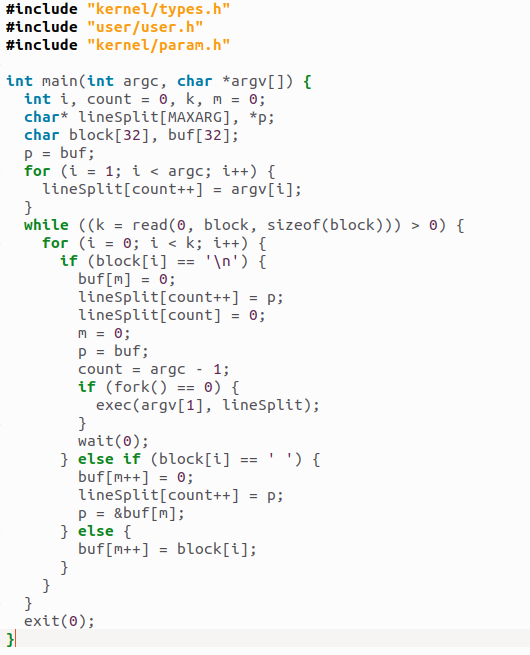 #include "kernel/types.h"
#include "user/user.h"
#include "kernel/param.h"

int main(int argc, char *argv[]) {
  int i, count = 0, k, m = 0;
  char* lineSplit[MAXARG], *p;
  char block[32], buf[32];
  p = buf;
  for (i = 1; i < argc; i++) {
    lineSplit[count++] = argv[i];
  }
  while ((k = read(0, block, sizeof(block))) > 0) {
    for (i = 0; i < k; i++) {
      if (block[i] == '\n') {
        buf[m] = 0;
        lineSplit[count++] = p;
        lineSplit[count] = 0;
        m = 0;
        p = buf;
        count = argc - 1;
        if (fork() == 0) {
          exec(argv[1], lineSplit);
        }
        wait(0);
      } else if (block[i] == ' ') {
        buf[m++] = 0;
        lineSplit[count++] = p;
        p = &buf[m];
      } else {
        buf[m++] = block[i];
      }
    }
  }
  exit(0);
}